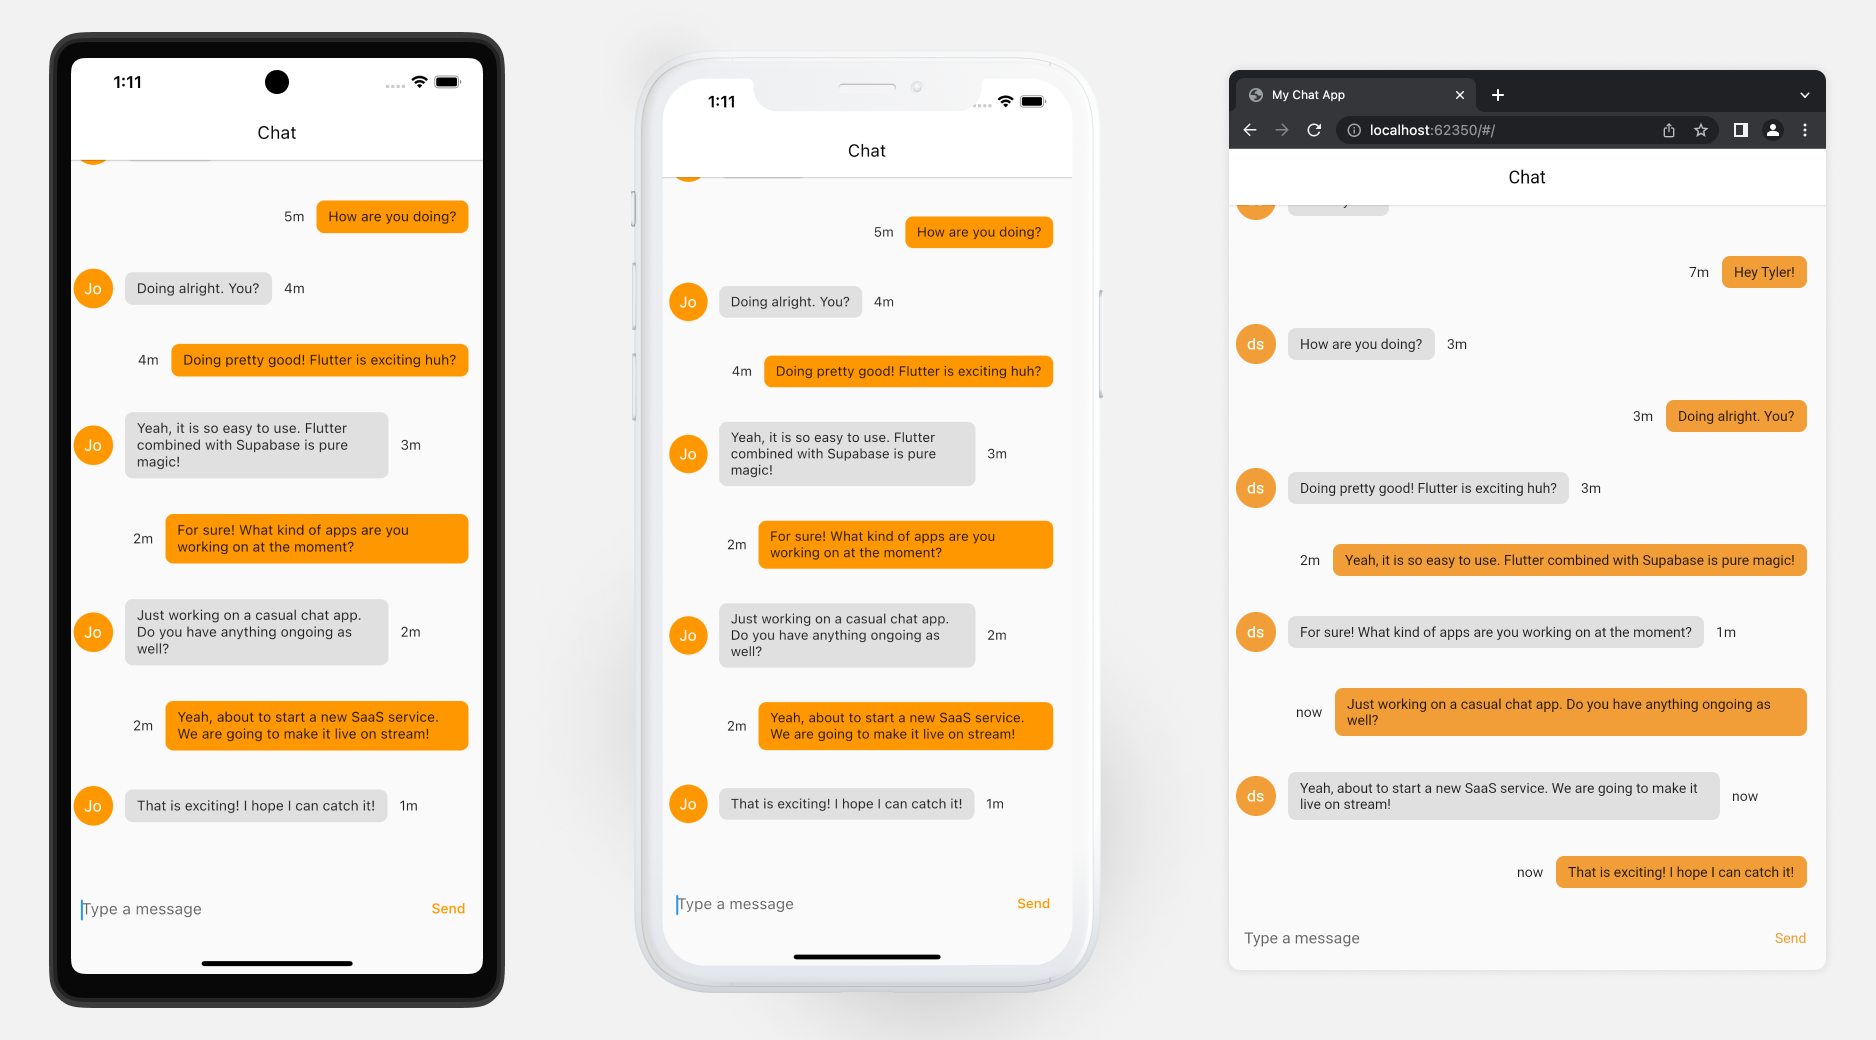 1:11
Chat
5m
How are you doing?
Jo
Doing alright. You?
4m
4m
Doing pretty good! Flutter is exciting huh?
Jo
Yeah, it is so easy to use. Flutter
combined with Supabase is pure
magic!
3m
2m
For sure! What kind of apps are you
working on at the moment?
Jo
Just working on a casual chat app.
Do you have anything ongoing as
well?
2m
2m
Yeah, about to start a new SaaS service.
We are going to make it live on stream!
Jo
That is exciting! I hope I can catch it!
1m
Type a message
Send
1:11
Chat
5m
How are you doing?
Jo
Doing alright. You?
4m
4m
Doing pretty good! Flutter is exciting huh?
Jo
Yeah, it is so easy to use. Flutter
combined with Supabase is pure
magic!
3m
2m
For sure! What kind of apps are you
working on at the moment?
Jo
Just working on a casual chat app.
Do you have anything ongoing as
well?
2m
2m
Yeah, about to start a new SaaS service.
We are going to make it live on stream!
Jo
That is exciting! I hope I can catch it!
1m
Type a message
Send
My Chat App
localhost:62350/#/
Chat
7m
Hey Tyler!
ds
How are you doing?
3m
3m
Doing alright. You?
ds
Doing pretty good! Flutter is exciting huh?
3m
2m
Yeah, it is so easy to use. Flutter combined with Supabase is pure magic!
ds
For sure! What kind of apps are you working on at the moment?
1m
now
Just working on a casual chat app. Do you have anything ongoing as
well?
ds
Yeah, about to start a new SaaS service. We are going to make it
live on stream!
now
now
That is exciting! I hope I can catch it!
Type a message
Send